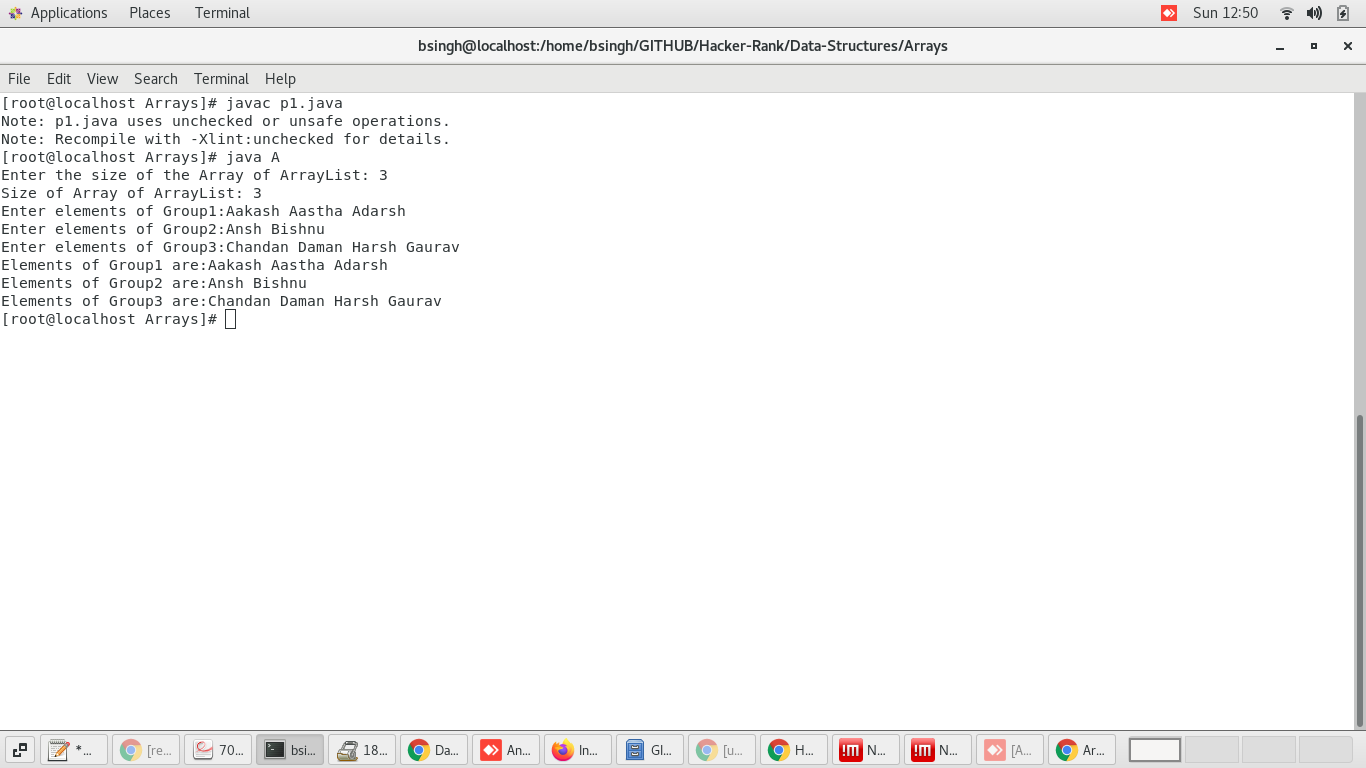 Applications Places Terminal Sun 12:50
bsingh@localhost:/home/bsingh/GITHUB/Hacker-Rank/Data-Structures/Arrays
File Edit View Search Terminal Help
[root@localhost Arrays]# javac p1.java
Note: p1.java uses unchecked or unsafe operations.
Note: Recompile with -Xlint:unchecked for details.
[root@localhost Arrays]# java A
Enter the size of the Array of ArrayList: 3
Size of Array of ArrayList: 3
Enter elements of Group1:Aakash Aastha Adarsh
Enter elements of Group2:Ansh Bishnu
Enter elements of Group3:Chandan Daman Harsh Gaurav
Elements of Group1 are:Aakash Aastha Adarsh
Elements of Group2 are:Ansh Bishnu
Elements of Group3 are:Chandan Daman Harsh Gaurav
[root@localhost Arrays]#
*... [re... 70... bsi... 18... Da... An... In... GI... [u... H... !m N... !m N... [A... Ar...